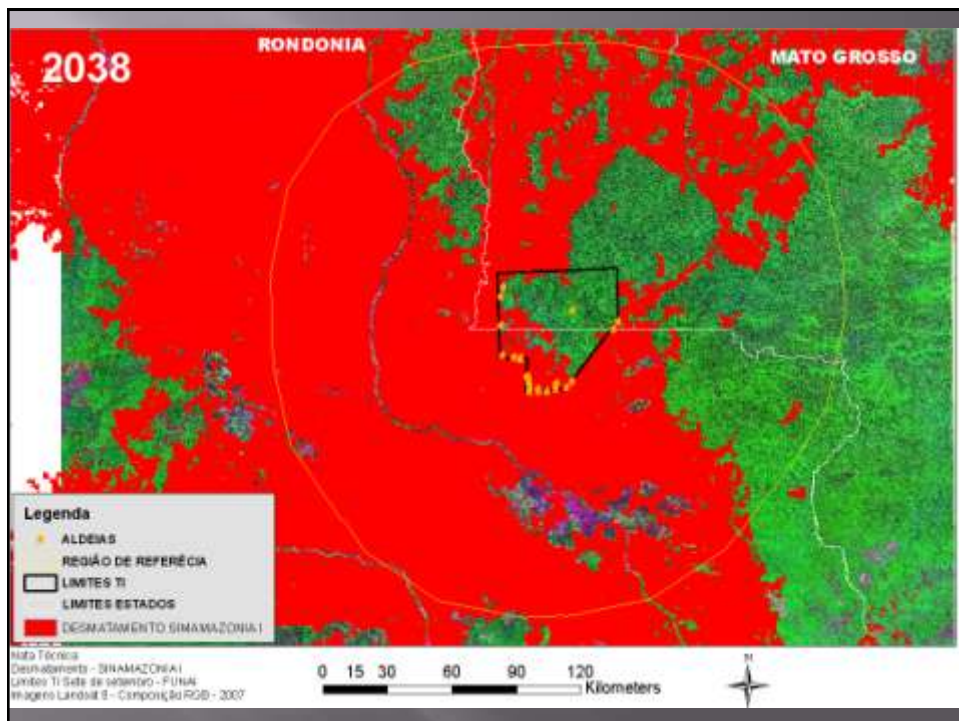 RONDONIA
MATO GROSSO
2038
Legenda
ALDEIAS
REGIÃO DE REFERÊCIA
LIMITES TI
LIMITES ESTADOS
DESMATAMENTO SIMAMAZONIA I
Nota Técnica
Desmatamento - SIMAMAZONIA I
Limites TI Sete de setembro - FUNAI
Imagens Landsat 5 - Composição RGB - 2007
0 15 30 60 90 120
Kilometers
N